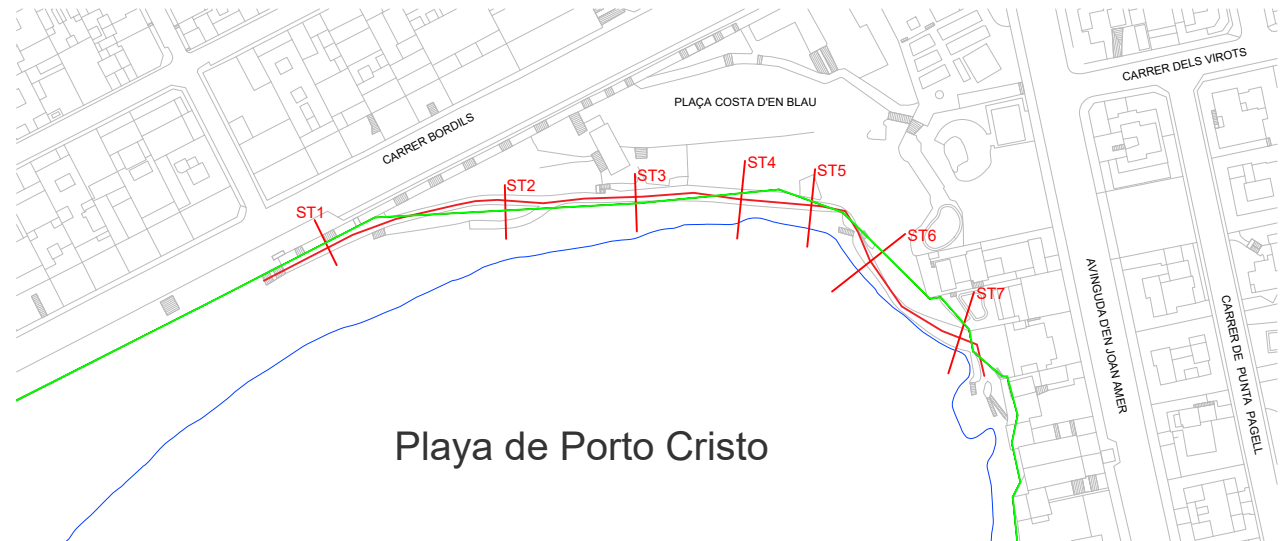 CARRER DELS VIROTS
PLAÇA COSTA D'EN BLAU
CARRER BORDILS
ST1
ST2
ST3
ST4
ST5
ST6
ST7
AVINGUDA D'EN JOAN AMER
CARRER DE PUNTA PAGELL
Playa de Porto Cristo